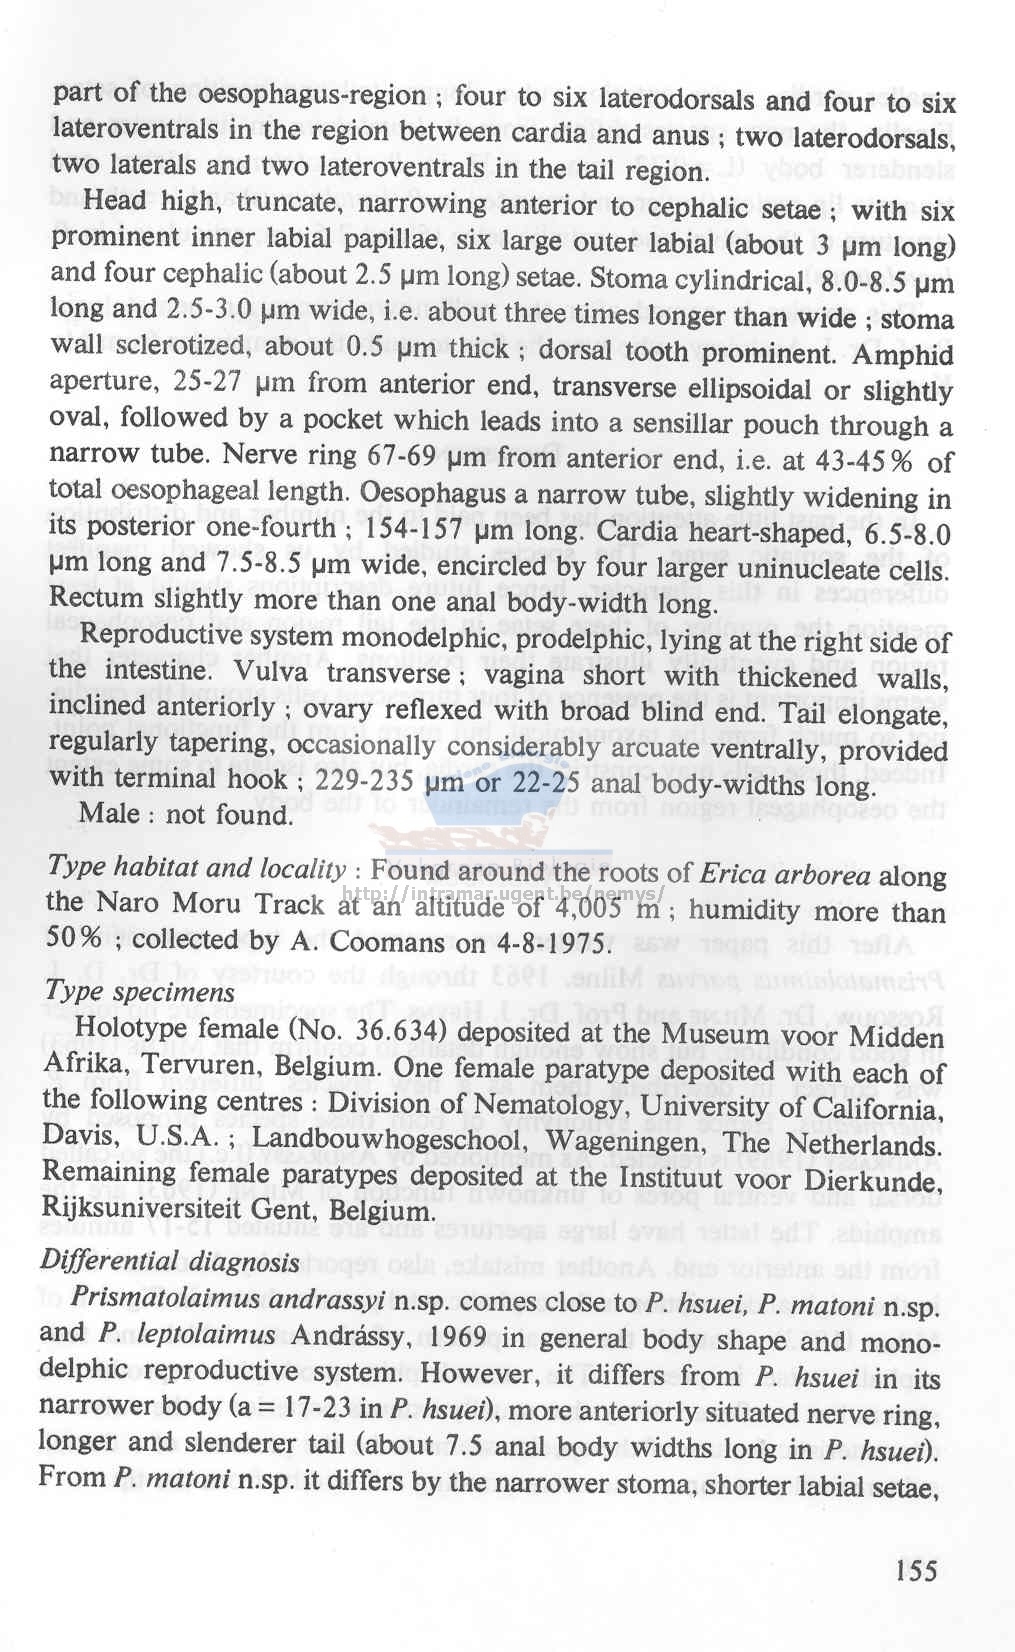 part of the oesophagus-region ; four to six laterodorsals and four to six
lateroventrals in the region between cardia and anus ; two laterodorsals,
two laterals and two lateroventrals in the tail region.
Head high, truncate, narrowing anterior to cephalic setae ; with six
prominent inner labial papillae, six large outer labial (about 3 µm long)
and four cephalic (about 2.5 µm long) setae. Stoma cylindrical, 8.0-8.5 µm
long and 2.5-3.0 µm wide, i.e. about three times longer than wide ; stoma
wall sclerotized, about 0.5 µm thick ; dorsal tooth prominent. Amphid
aperture, 25-27 µm from anterior end, transverse ellipsoidal or slightly
oval, followed by a pocket which leads into a sensillar pouch through a
narrow tube. Nerve ring 67-69 µm from anterior end, i.e. at 43-45 % of
total oesophageal length. Oesophagus a narrow tube, slightly widening in
its posterior one-fourth ; 154-157 µm long. Cardia heart-shaped, 6.5-8.0
µm long and 7.5-8.5 µm wide, encircled by four larger uninucleate cells.
Rectum slightly more than one anal body-width long.
Reproductive system monodelphic, prodelphic, lying at the right side of
the intestine. Vulva transverse ; vagina short with thickened walls,
inclined anteriorly ; ovary reflexed with broad blind end. Tail elongate,
regularly tapering, occasionally considerably arcuate ventrally, provided
with terminal hook ; 229-235 µm or 22-25 anal body-widths long.
Male : not found.
Type habitat and locality : Found around the roots of Erica arborea along
http://intramar.ugent.be/nemys/
the Naro Moru Track at an altitude of 4,005 m ; humidity more than
50 % ; collected by A. Coomans on 4-8-1975.
Type specimens
Holotype female (No. 36.634) deposited at the Museum voor Midden
Afrika, Tervuren, Belgium. One female paratype deposited with each of
the following centres : Division of Nematology, University of California,
Davis, U.S.A. ; Landbouwhogeschool, Wageningen, The Netherlands.
Remaining female paratypes deposited at the Instituut voor Dierkunde,
Rijksuniversiteit Gent, Belgium.
Differential diagnosis
Prismatolaimus andrassyi n.sp. comes close to P. hsuei, P. matoni n.sp.
and P. leptolaimus Andrássy, 1969 in general body shape and mono-
delphic reproductive system. However, it differs from P. hsuei in its
narrower body (a = 17-23 in P. hsuei), more anteriorly situated nerve ring,
longer and slenderer tail (about 7.5 anal body widths long in P. hsuei).
From P. matoni n.sp. it differs by the narrower stoma, shorter labial setae,
155